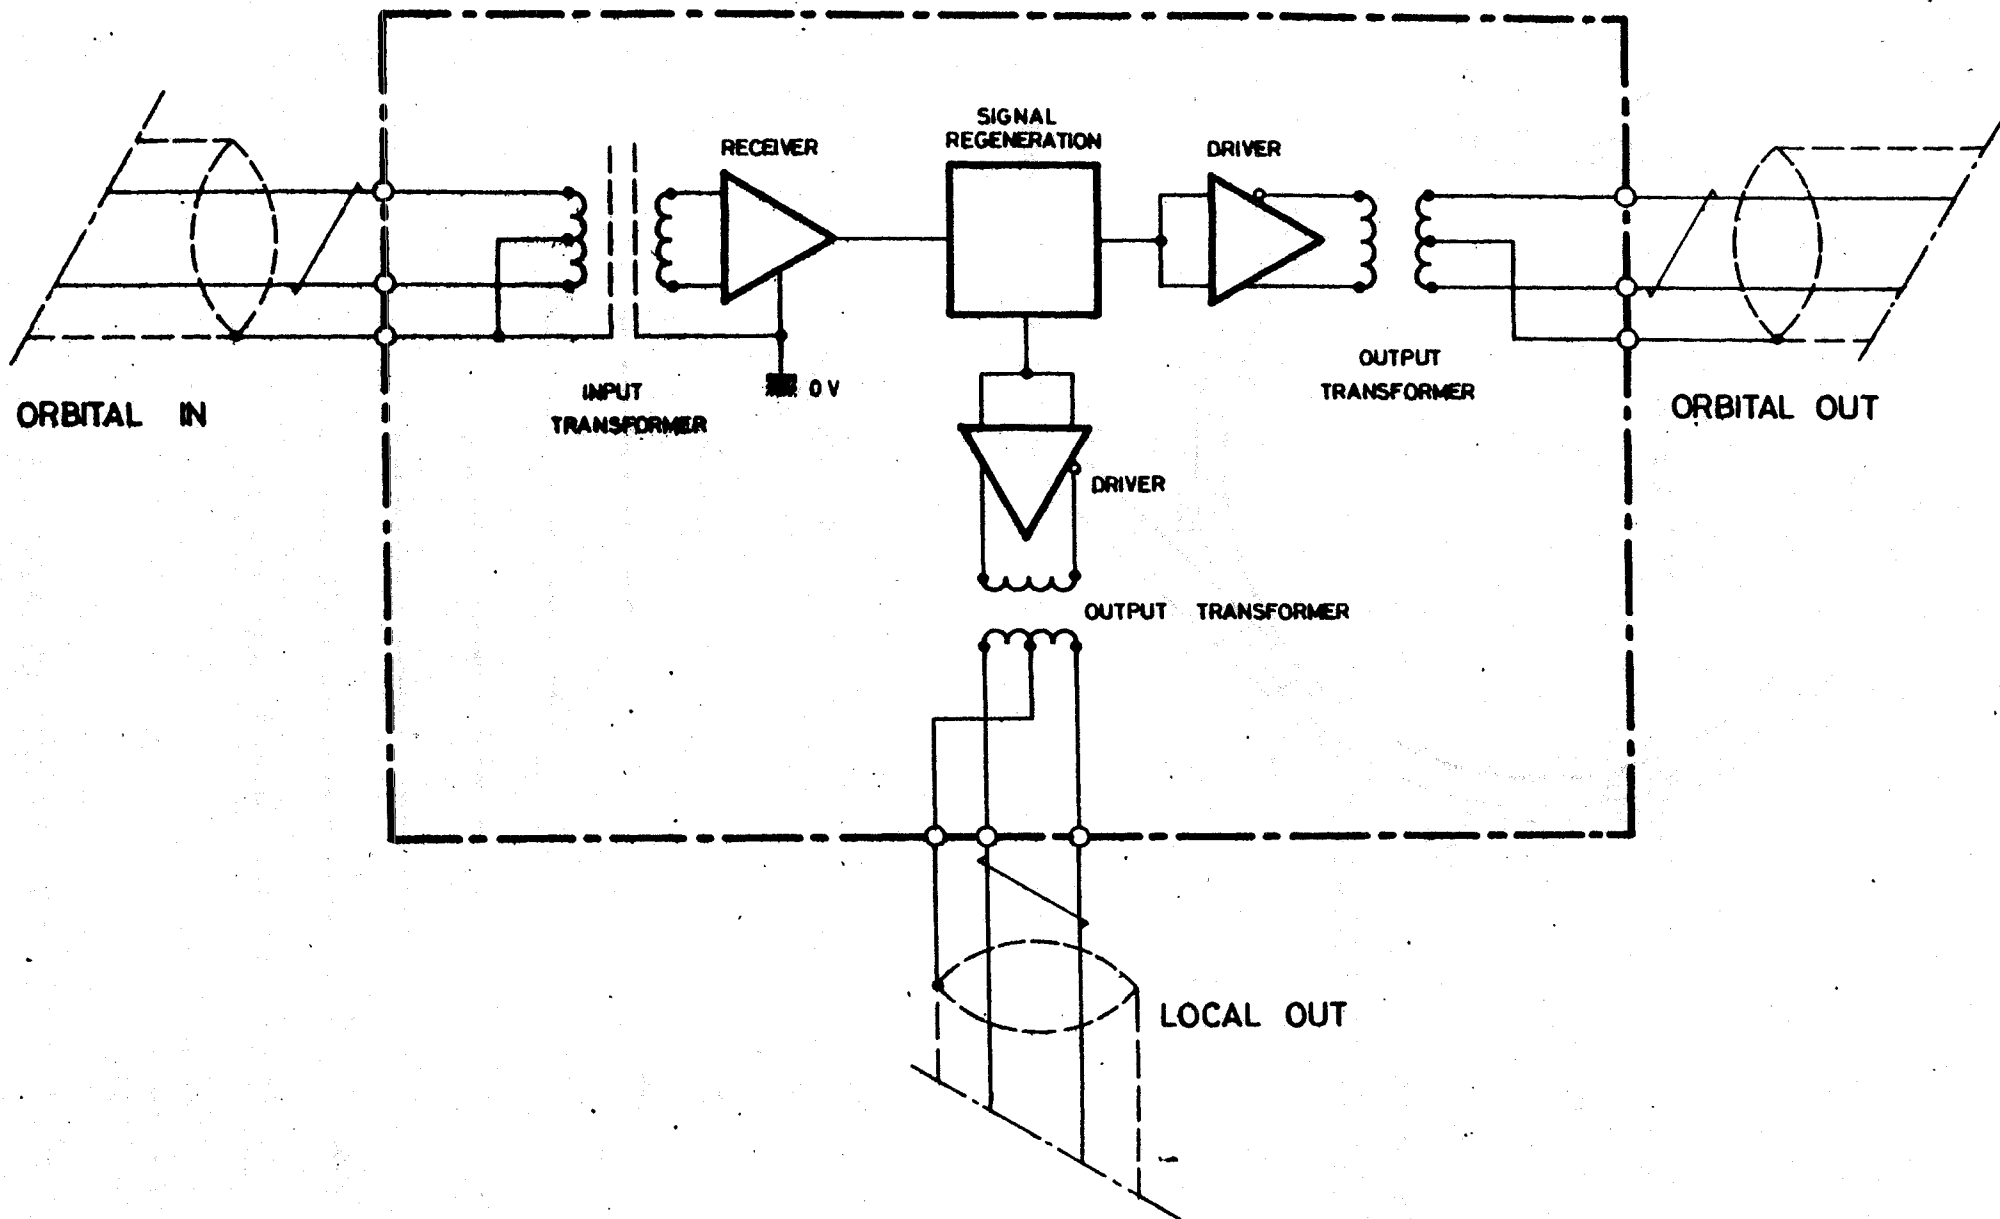 SIGNAL
REGENERATION
RECEIVER
DRIVER
INPUT
TRANSFORMER
0 V
OUTPUT
TRANSFORMER
ORBITAL IN
ORBITAL OUT
DRIVER
OUTPUT TRANSFORMER
LOCAL OUT